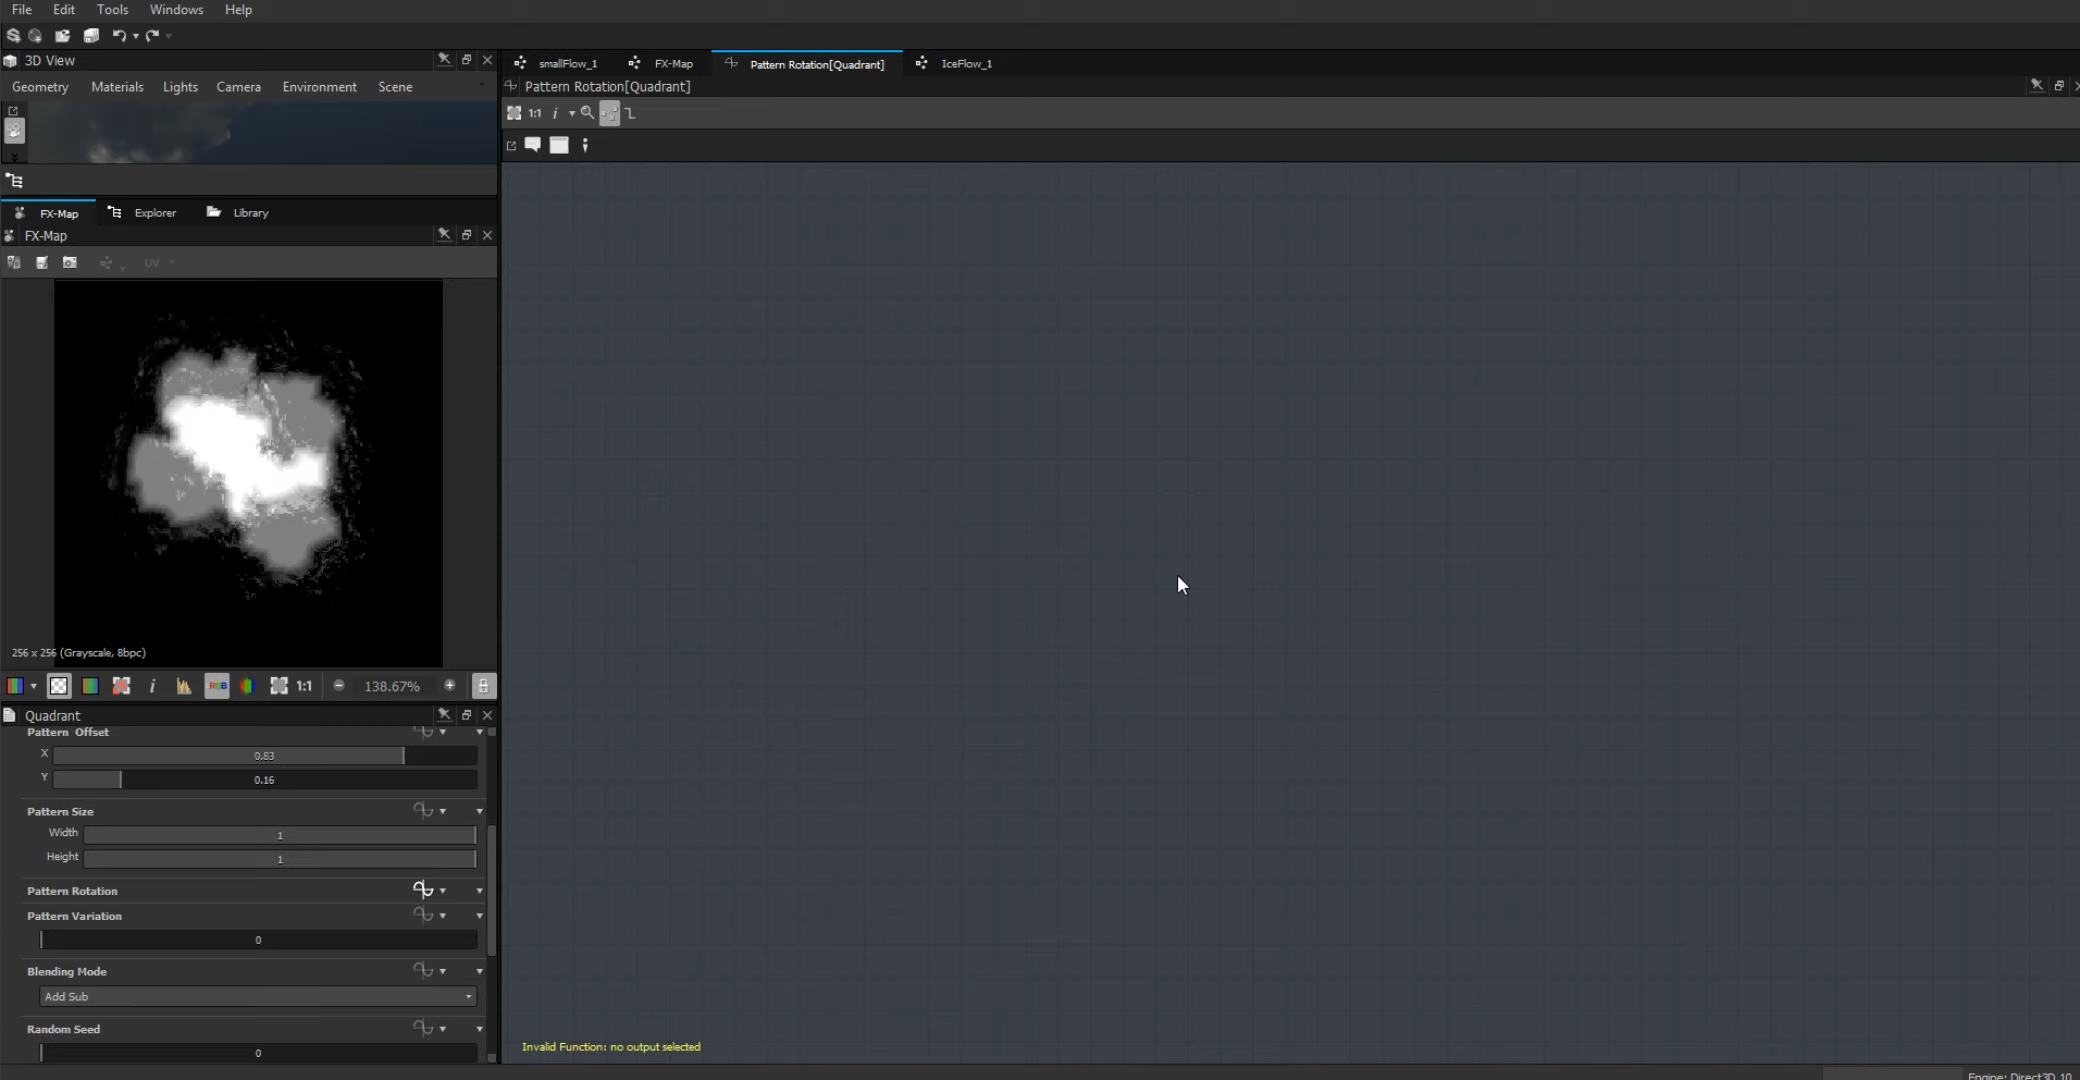 File Edit Tools Windows Help
3D View
smallFlow_1 FX-Map Pattern Rotation[Quadrant] IceFlow_1
Geometry Materials Lights Camera Environment Scene
Pattern Rotation[Quadrant]
1:1 i
FX-Map Explorer Library
FX-Map
UV
256 x 256 (Grayscale, 8bpc)
i RGB 1:1 138.67%
Quadrant
Pattern Offset
X 0.83
Y 0.16
Pattern Size
Width 1
Height 1
Pattern Rotation
Pattern Variation
0
Blending Mode
Add Sub
Random Seed
0
Invalid Function: no output selected
Engine: Direct3D 10